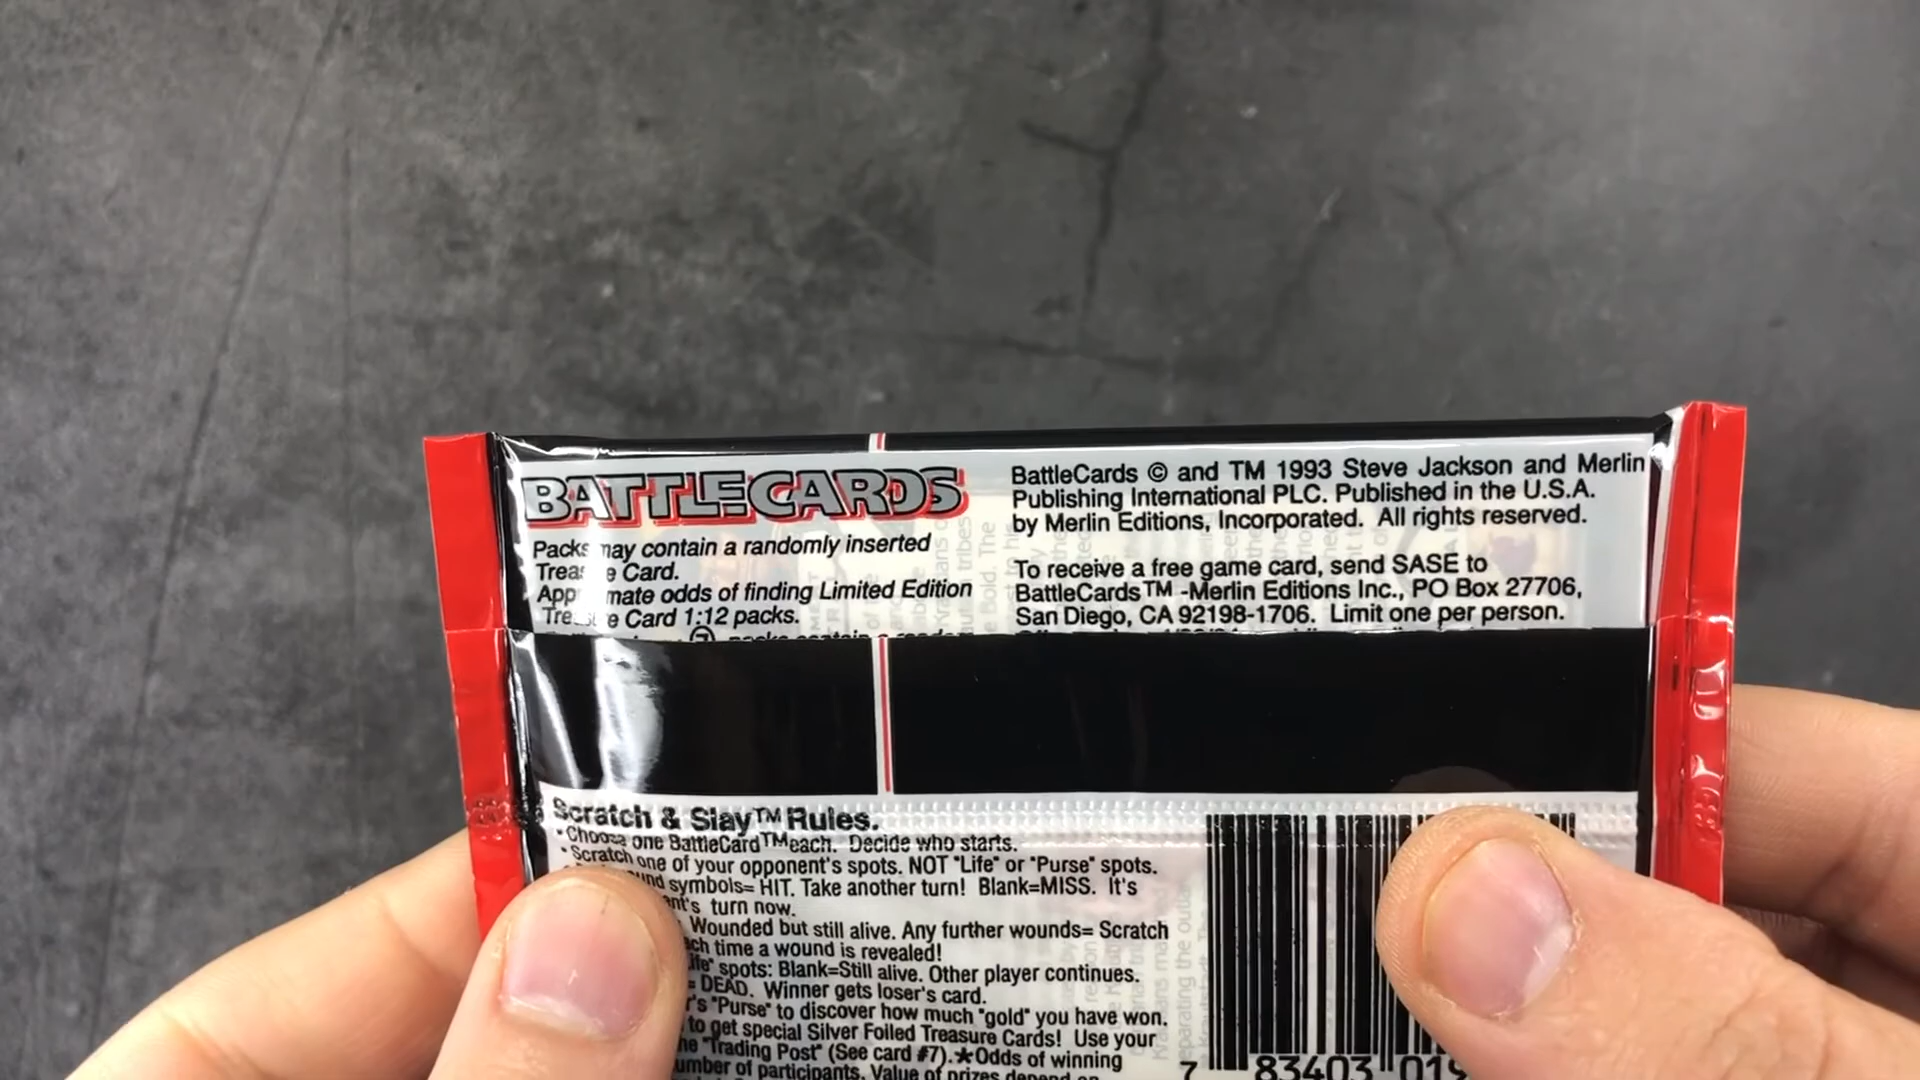 BATTLECARDS
Packs may contain a randomly inserted
Trea e Card.
App mate odds of finding Limited Edition
Tre e Card 1:12 packs.
BattleCards © and TM 1993 Steve Jackson and Merlin
Publishing International PLC. Published in the U.S.A.
by Merlin Editions, Incorporated. All rights reserved.
To receive a free game card, send SASE to
BattleCards™ -Merlin Editions Inc., PO Box 27706,
San Diego, CA 92198-1706. Limit one per person.
Scratch & Slay™ Rules.
• Choose one BattleCard™ each. Decide who starts.
• Scratch one of your opponent's spots. NOT "Life" or "Purse" spots.
symbols= HIT. Take another turn! Blank=MISS. It's
turn now.
Wounded but still alive. Any further wounds= Scratch
time a wound is revealed!
spots: Blank=Still alive. Other player continues.
= DEAD. Winner gets loser's card.
"Purse" to discover how much "gold" you have won.
to get special Silver Foiled Treasure Cards! Use your
"Trading Post" (See card #7).★Odds of winning
number of participants. Value of prizes depend on
7 83403 019